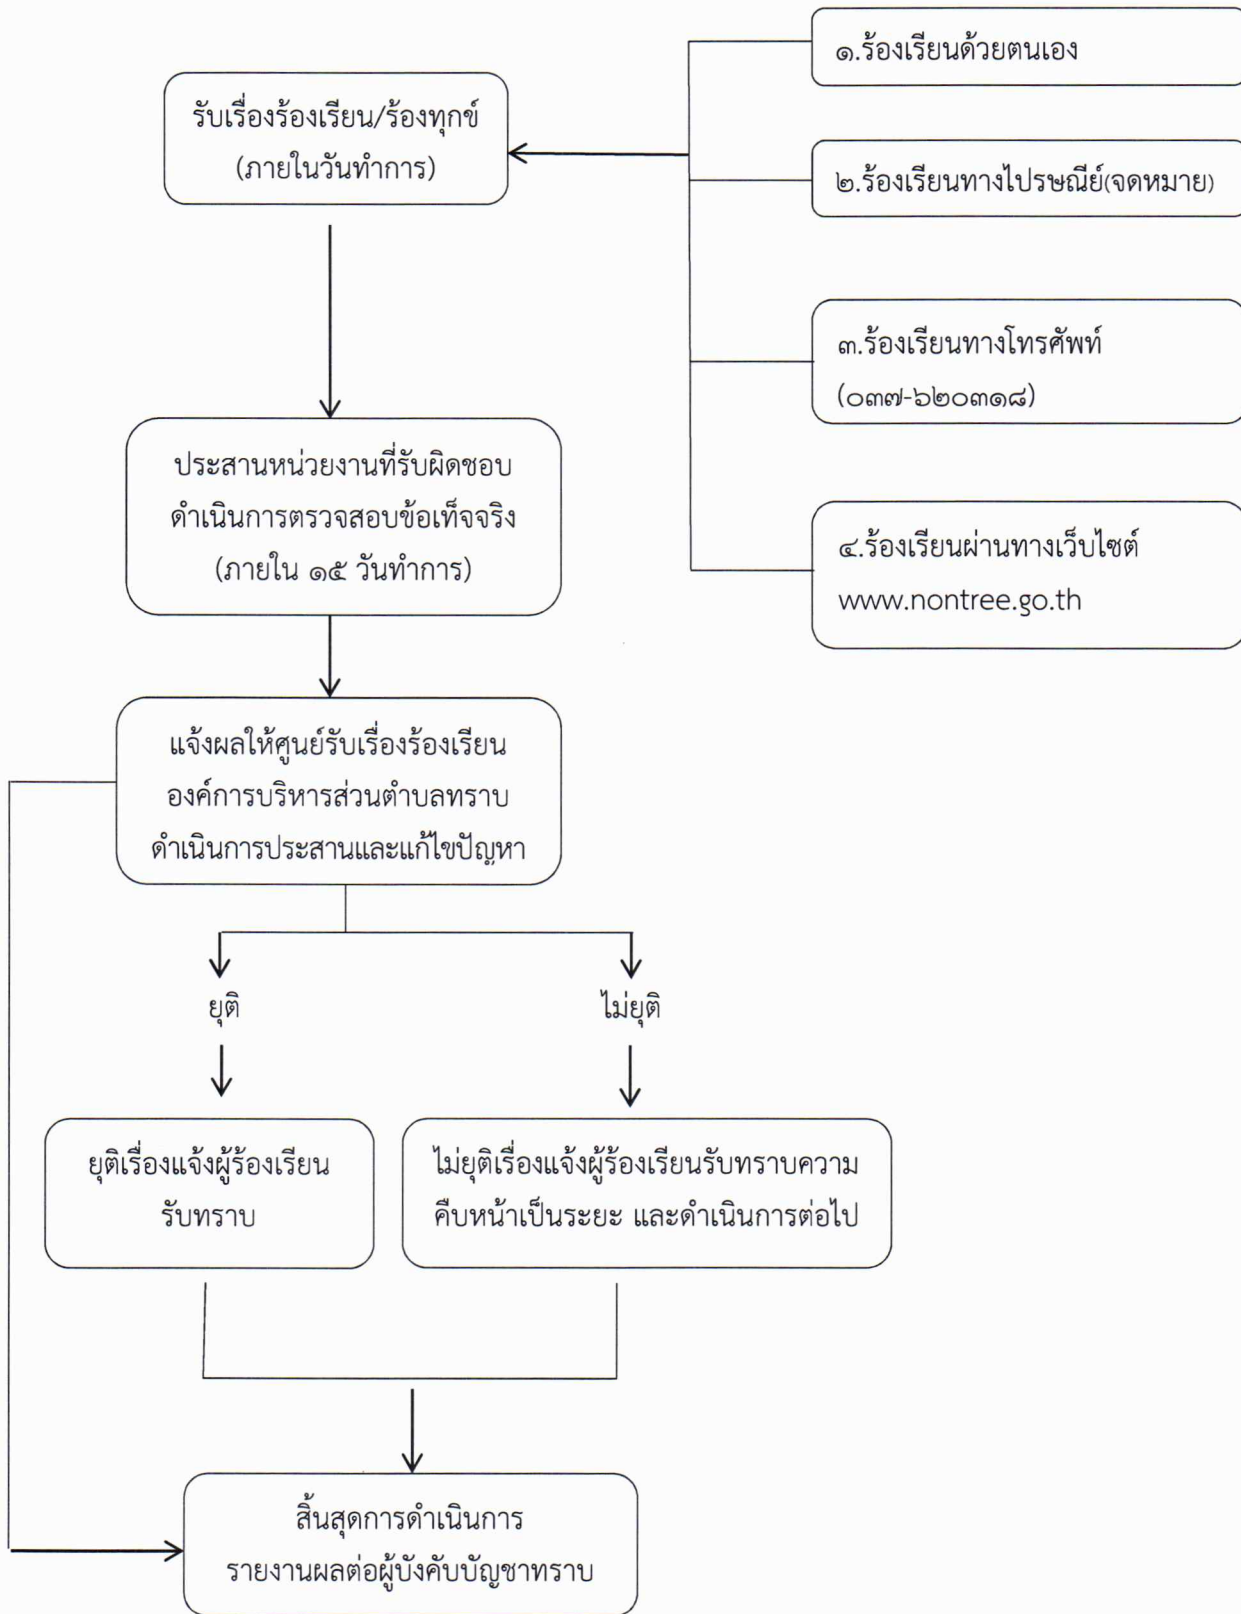 ๑.ร้องเรียนด้วยตนเอง
รับเรื่องร้องเรียน/ร้องทุกข์
(ภายในวันทำการ)
๒.ร้องเรียนทางไปรษณีย์(จดหมาย)
๓.ร้องเรียนทางโทรศัพท์
(๐๓๗-๖๒๐๓๑๘)
๔.ร้องเรียนผ่านทางเว็บไซต์
www.nontree.go.th
ประสานหน่วยงานที่รับผิดชอบ
ดำเนินการตรวจสอบข้อเท็จจริง
(ภายใน ๑๕ วันทำการ)
แจ้งผลให้ศูนย์รับเรื่องร้องเรียน
องค์การบริหารส่วนตำบลทราบ
ดำเนินการประสานและแก้ไขปัญหา
ยุติ
ไม่ยุติ
ยุติเรื่องแจ้งผู้ร้องเรียน
รับทราบ
ไม่ยุติเรื่องแจ้งผู้ร้องเรียนรับทราบความ
คืบหน้าเป็นระยะ และดำเนินการต่อไป
สิ้นสุดการดำเนินการ
รายงานผลต่อผู้บังคับบัญชาทราบ